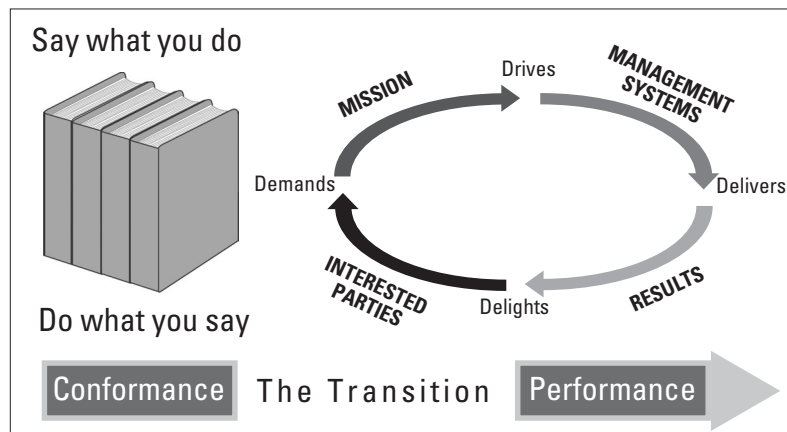 Say what you do
Do what you say
MISSION
Drives
MANAGEMENT
SYSTEMS
Delivers
RESULTS
Delights
INTERESTED
PARTIES
Demands
Conformance The Transition Performance